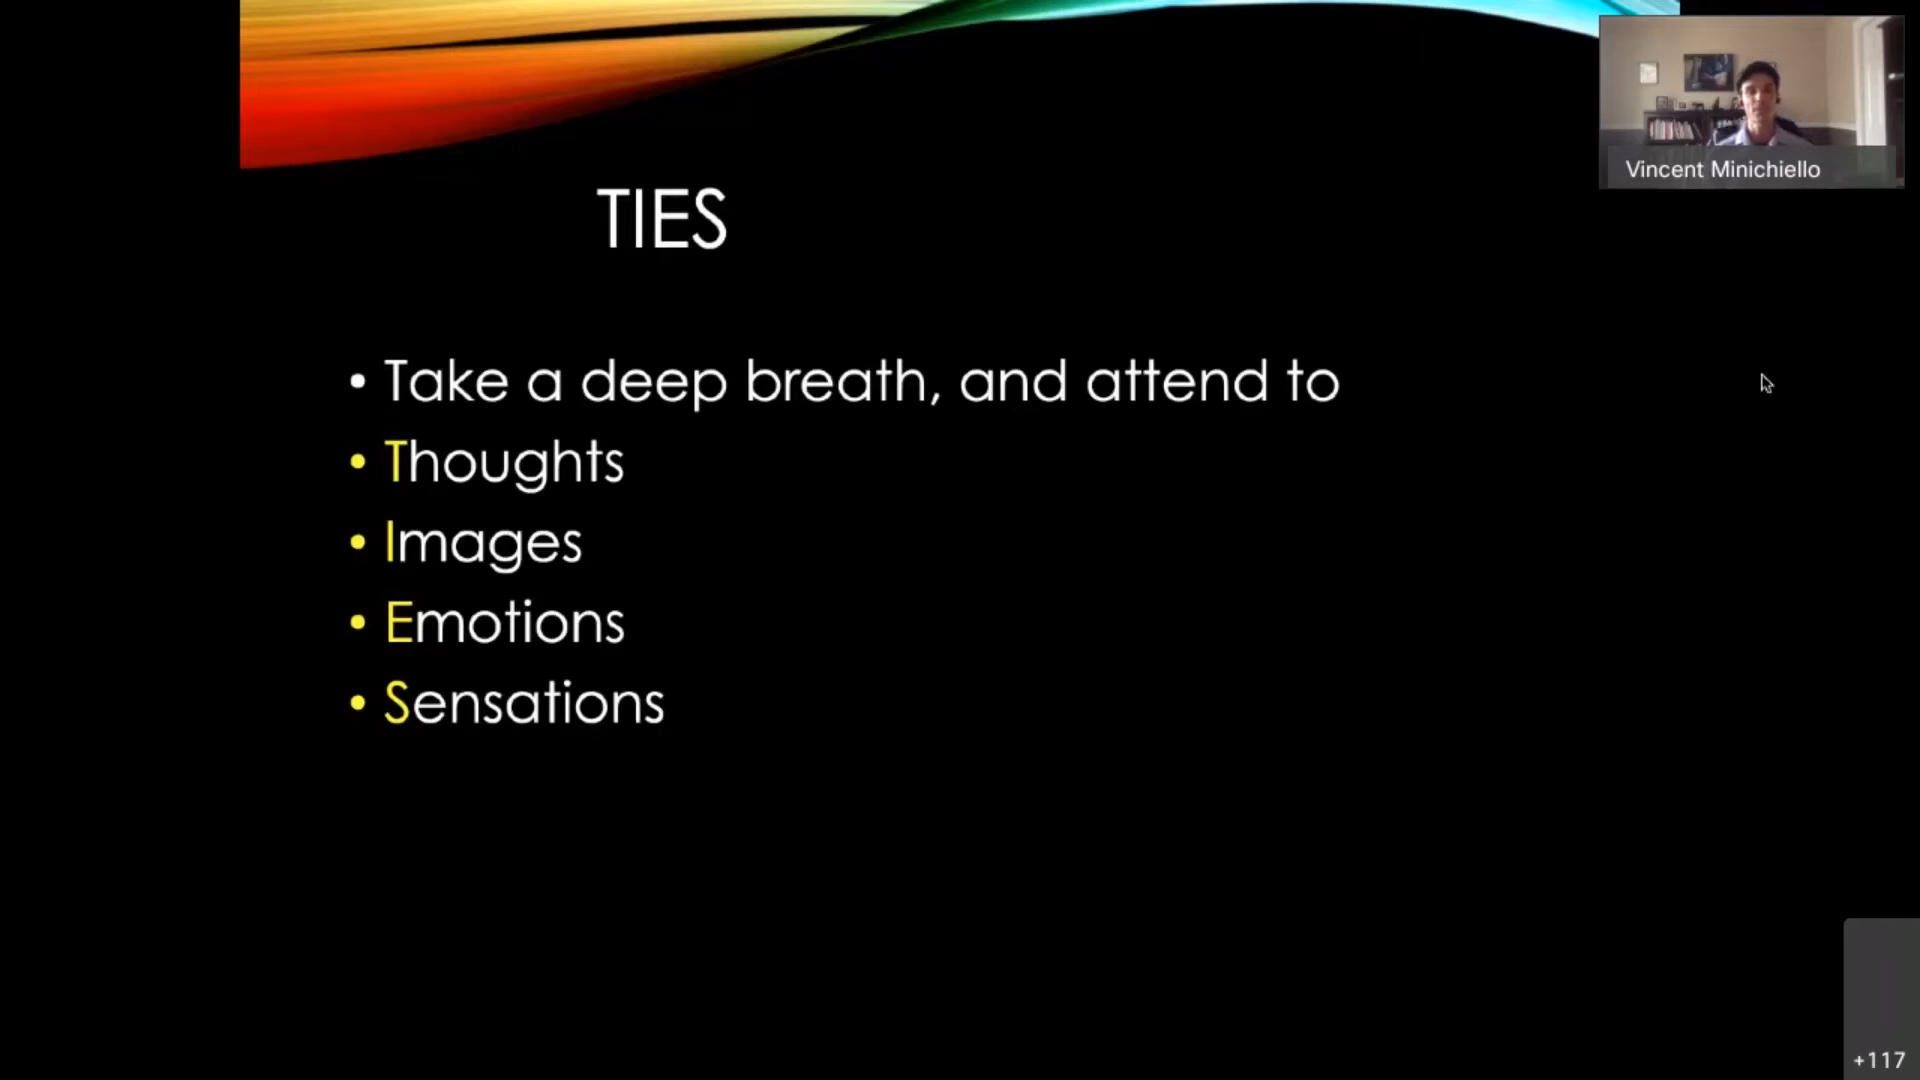 Vincent Minichiello
TIES
• Take a deep breath, and attend to
• Thoughts
• Images
• Emotions
• Sensations
+117